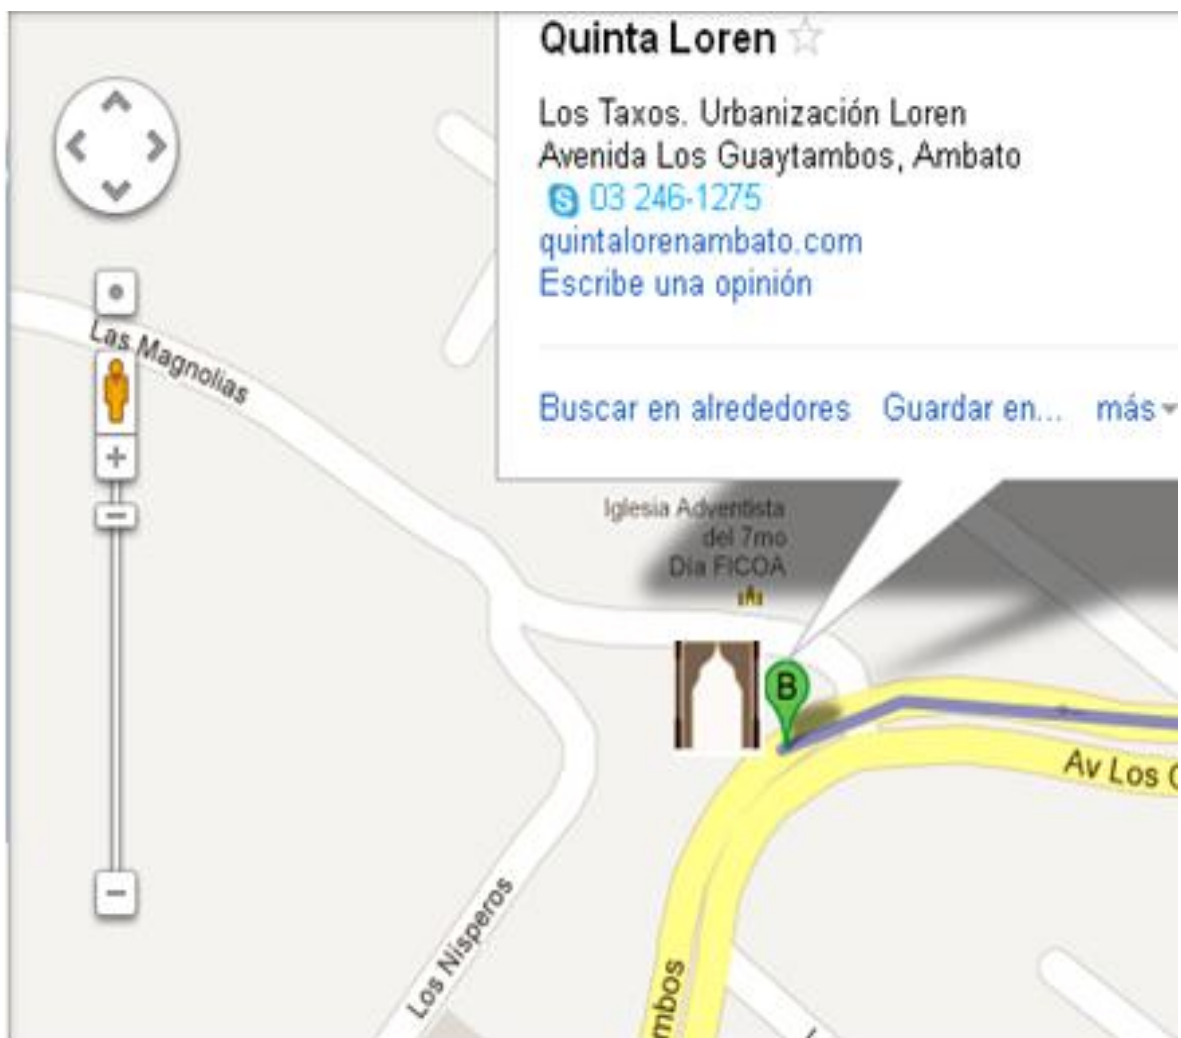 Quinta Loren
Los Taxos. Urbanización Loren
Avenida Los Guaytambos, Ambato
03 246-1275
quintalorenambato.com
Escribe una opinión
Buscar en alrededores Guardar en... más
Las Magnolias
Iglesia Adventista
del 7mo
Dia FICOA
B
Av Los
Los Nisperos
mbos